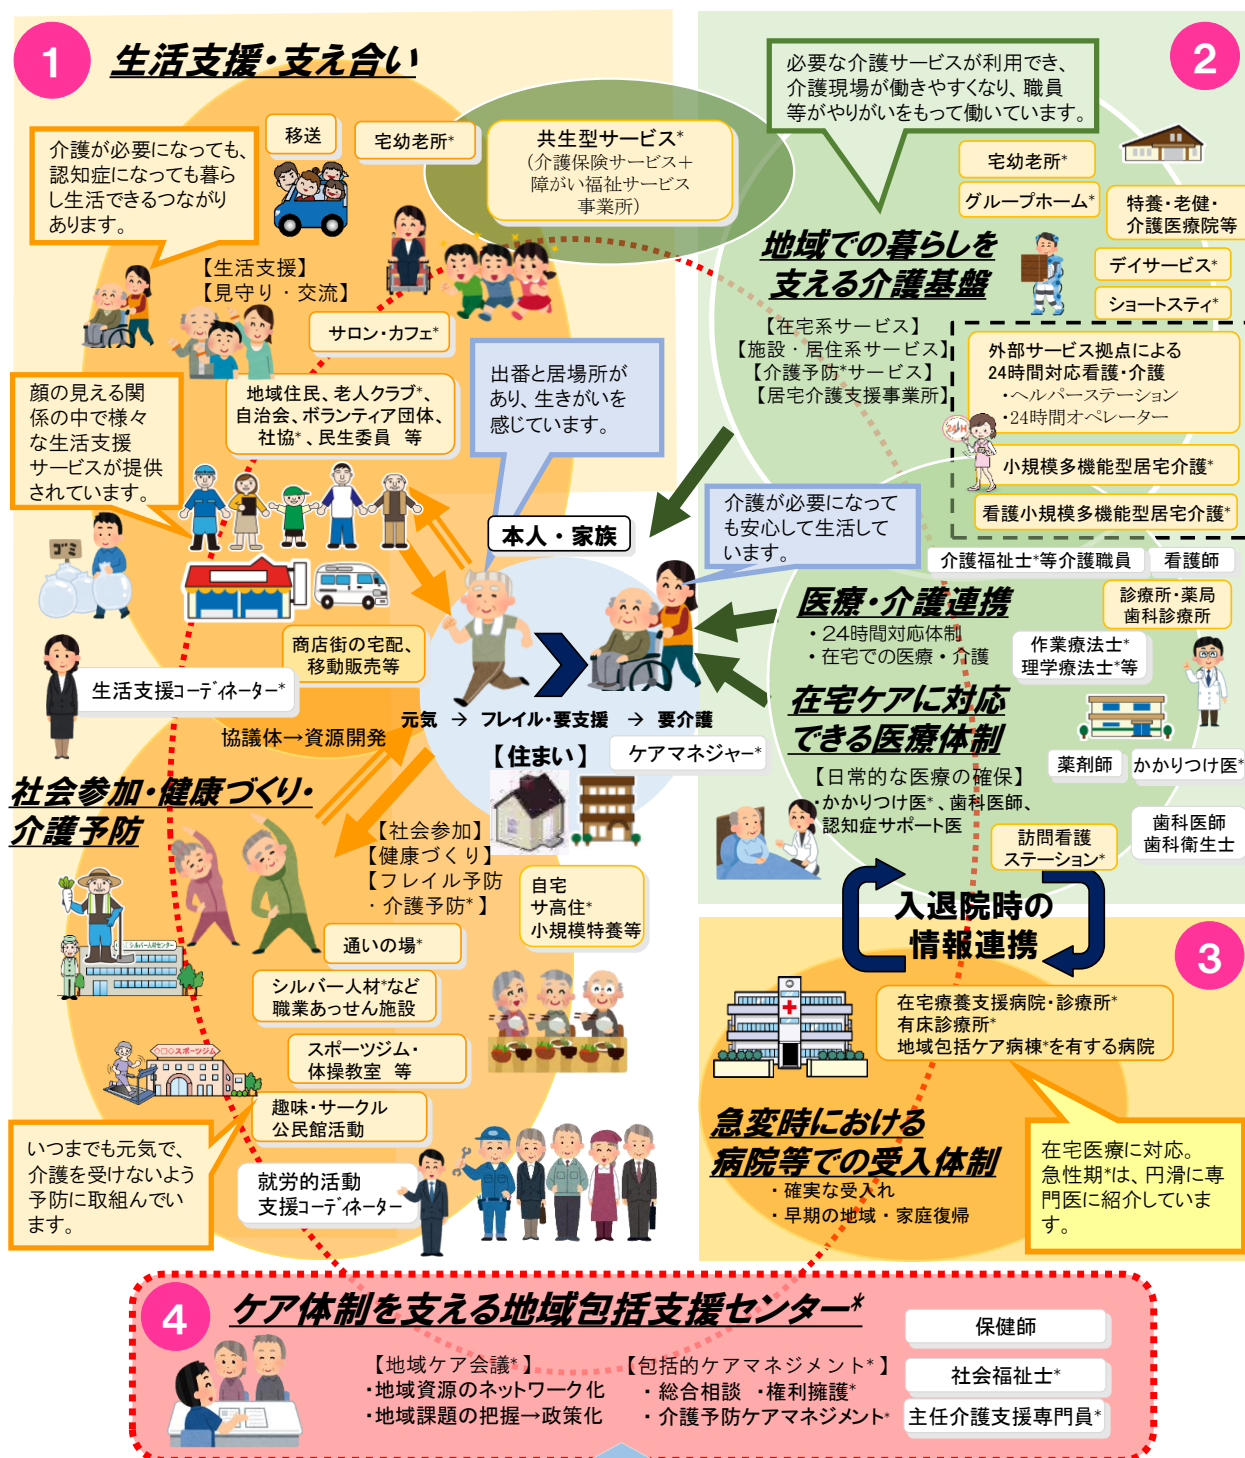 1
生活支援・支え合い
介護が必要になっても、
認知症になっても暮ら
し生活できるつながり
あります。
移送
宅幼老所*
共生型サービス*
(介護保険サービス＋
障がい福祉サービス
事業所)
【生活支援】
【見守り・交流】
サロン・カフェ*
地域住民、老人クラブ*、
自治会、ボランティア団体、
社協*、民生委員　等
顔の見える関
係の中で様々
な生活支援
サービスが提供
されています。
ゴミ
商店街の宅配、
移動販売等
生活支援コーディネーター*
協議体→資源開発
出番と居場所が
あり、生きがいを
感じています。
本人・家族
介護が必要になって
も安心して生活して
います。
元気 → フレイル・要支援 → 要介護
【住まい】
ケアマネジャー*
自宅
サ高住*
小規模特養等
社会参加・健康づくり・
介護予防
【社会参加】
【健康づくり】
【フレイル予防
・介護予防*】
通いの場*
シルバー人材センター
シルバー人材*など
職業あっせん施設
スポーツジム・
体操教室　等
〇□〇スポーツジム
趣味・サークル
公民館活動
いつまでも元気で、
介護を受けないよう
予防に取組んでい
ます。
就労的活動
支援コーディネーター
2
必要な介護サービスが利用でき、
介護現場が働きやすくなり、職員
等がやりがいをもって働いています。
宅幼老所*
グループホーム*
特養・老健・
介護医療院等
地域での暮らしを
支える介護基盤
デイサービス*
ショートスティ*
【在宅系サービス】
【施設・居住系サービス】
【介護予防*サービス】
【居宅介護支援事業所】
外部サービス拠点による
24時間対応看護・介護
・ヘルパーステーション
・24時間オペレーター
24H
小規模多機能型居宅介護*
看護小規模多機能型居宅介護*
介護福祉士*等介護職員
看護師
医療・介護連携
・24時間対応体制
・在宅での医療・介護
診療所・薬局
歯科診療所
作業療法士*
理学療法士*等
在宅ケアに対応
できる医療体制
【日常的な医療の確保】
・かかりつけ医*、歯科医師、
認知症サポート医
薬剤師
かかりつけ医*
歯科医師
歯科衛生士
訪問看護
ステーション*
入退院時の
情報連携
3
在宅療養支援病院・診療所*
有床診療所*
地域包括ケア病棟*を有する病院
急変時における
病院等での受入体制
・確実な受入れ
・早期の地域・家庭復帰
在宅医療に対応。
急性期*は、円滑に専
門医に紹介していま
す。
4
ケア体制を支える地域包括支援センター*
【地域ケア会議*】
・地域資源のネットワーク化
・地域課題の把握→政策化
【包括的ケアマネジメント*】
・総合相談　・権利擁護*
・介護予防ケアマネジメント*
保健師
社会福祉士*
主任介護支援専門員*